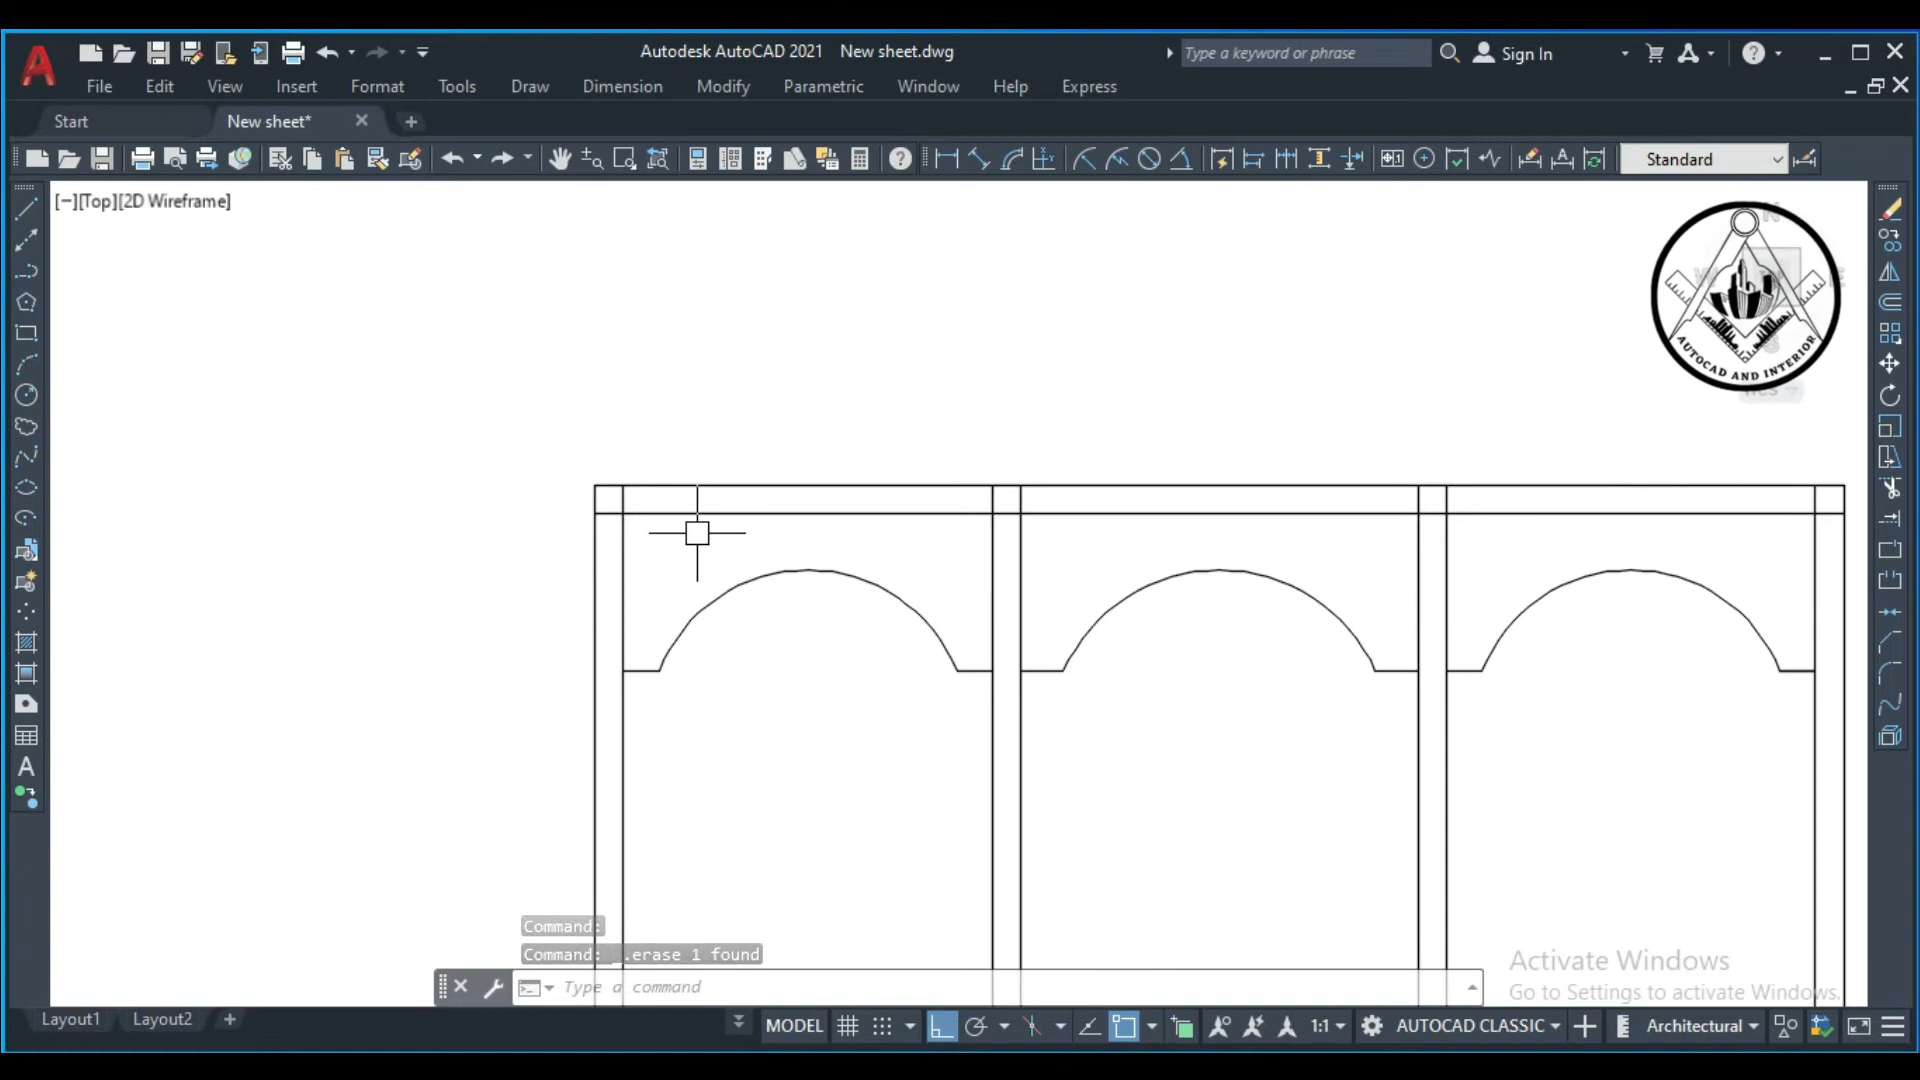 Autodesk AutoCAD 2021 New sheet.dwg
Type a keyword or phrase
Sign In
File Edit View Insert Format Tools Draw Dimension Modify Parametric Window Help Express
Start New sheet*
Standard
[−][Top][2D Wireframe]
AUTOCAD AND INTERIOR
Command:
Command: _.erase 1 found
Type a command
Activate Windows
Go to Settings to activate Windows.
Layout1 Layout2
MODEL 1:1 AUTOCAD CLASSIC Architectural